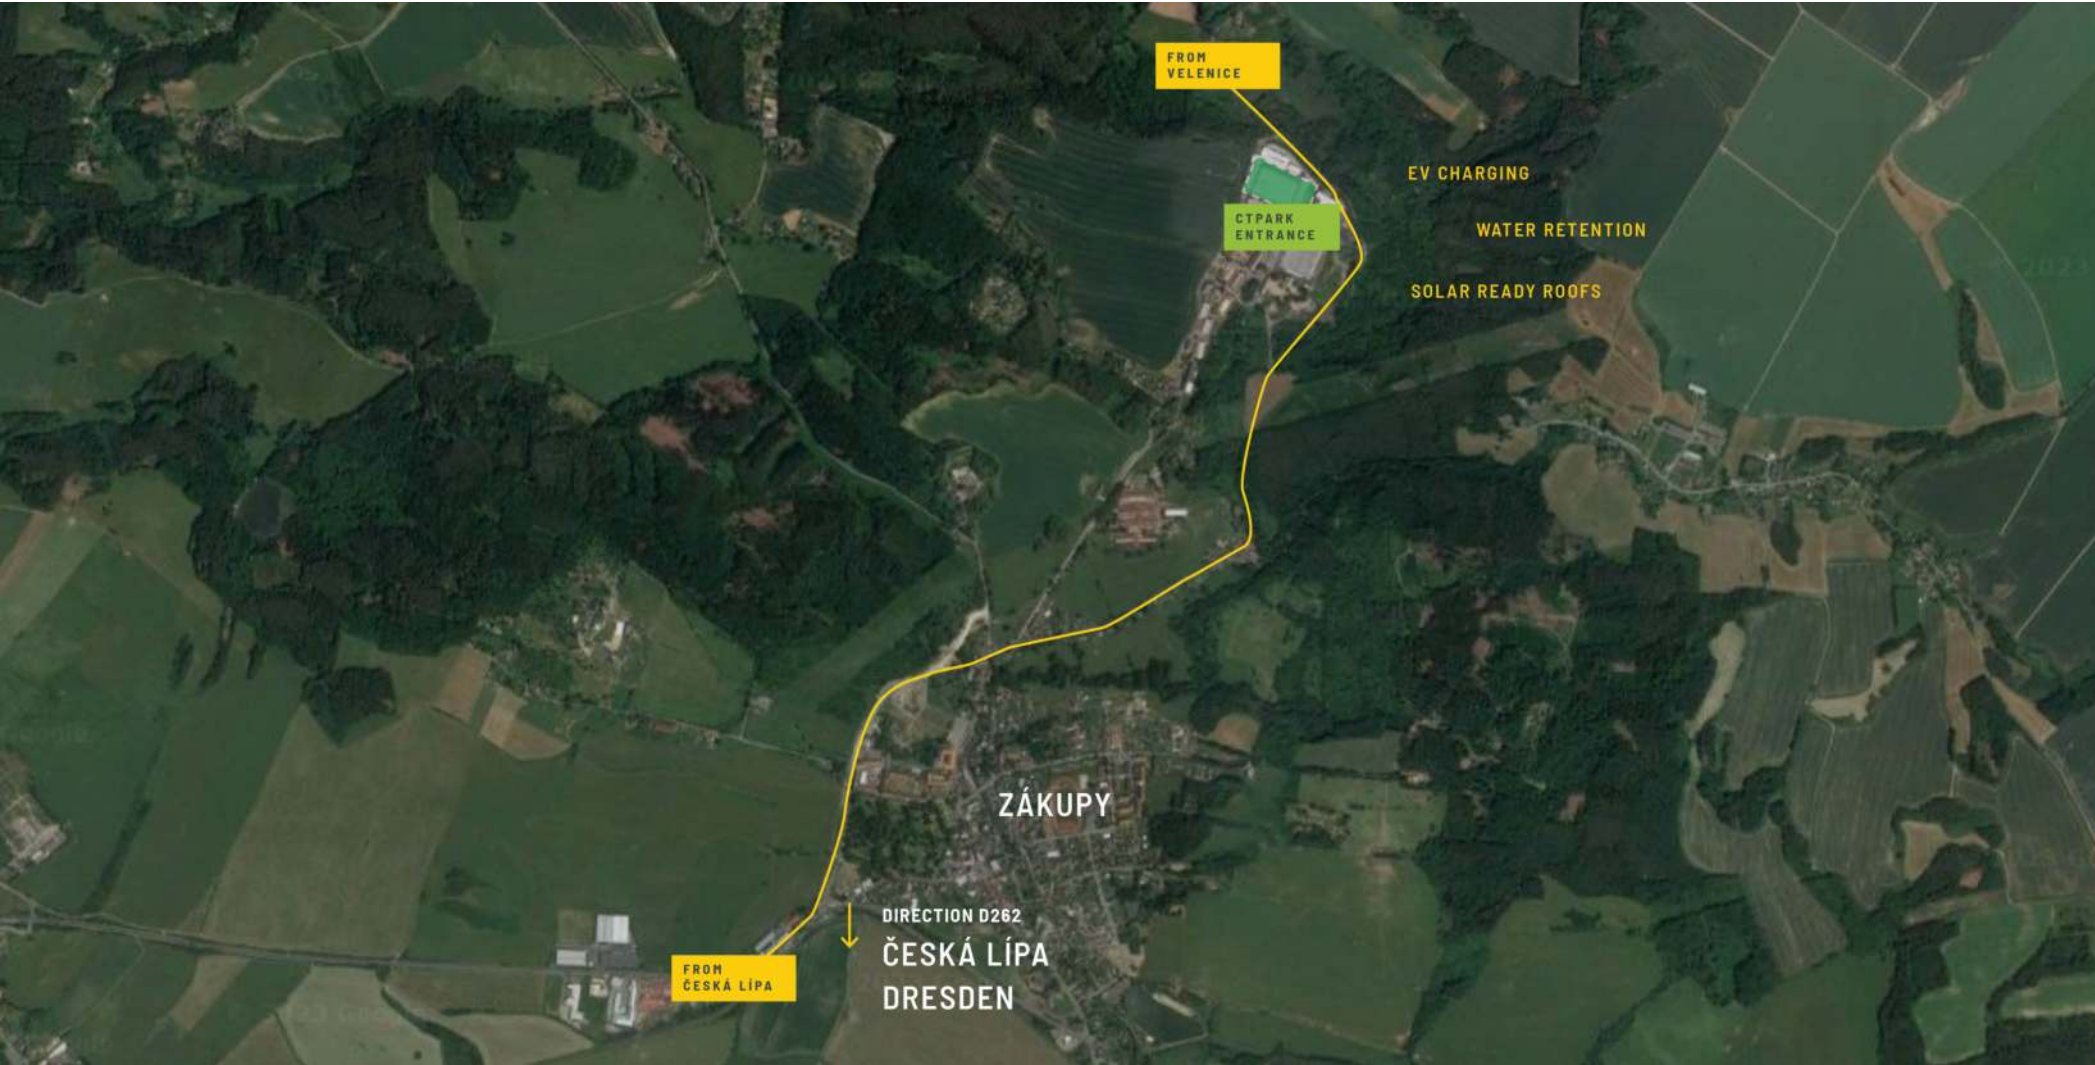 FROM
VELENICE
EV CHARGING
CTPARK
ENTRANCE
WATER RETENTION
SOLAR READY ROOFS
ZÁKUPY
DIRECTION D262
ČESKÁ LÍPA
DRESDEN
FROM
ČESKÁ LÍPA